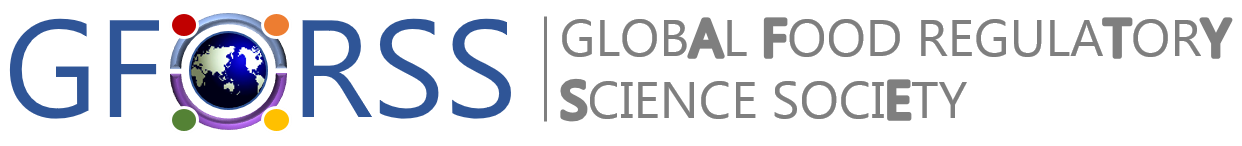 GFORSS
GLOBAL FOOD REGULATORY
SCIENCE SOCIETY